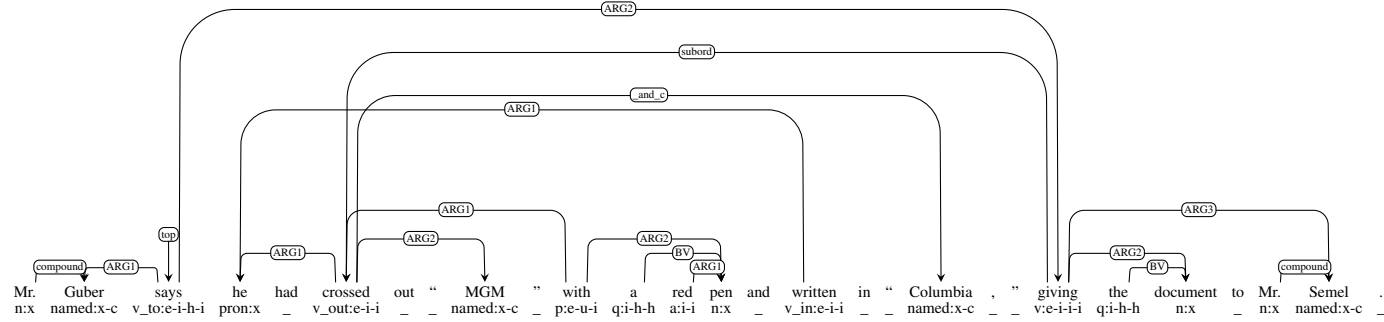 ARG2
subord
_and_c
ARG1
ARG1 ARG3
top ARG1 ARG2 ARG2 BV ARG2 BV
compound ARG1 ARG1 compound
Mr. Guber says he had crossed out “ MGM ” with a red pen and written in “ Columbia , ” giving the document to Mr. Semel .
n:x named:x-c v_to:e-i-h-i pron:x _ v_out:e-i-i _ _ named:x-c _ p:e-u-i q:i-h-h a:i-i n:x _ v_in:e-i-i _ _ named:x-c _ _ v:e-i-i-i q:i-h-h n:x _ n:x named:x-c _